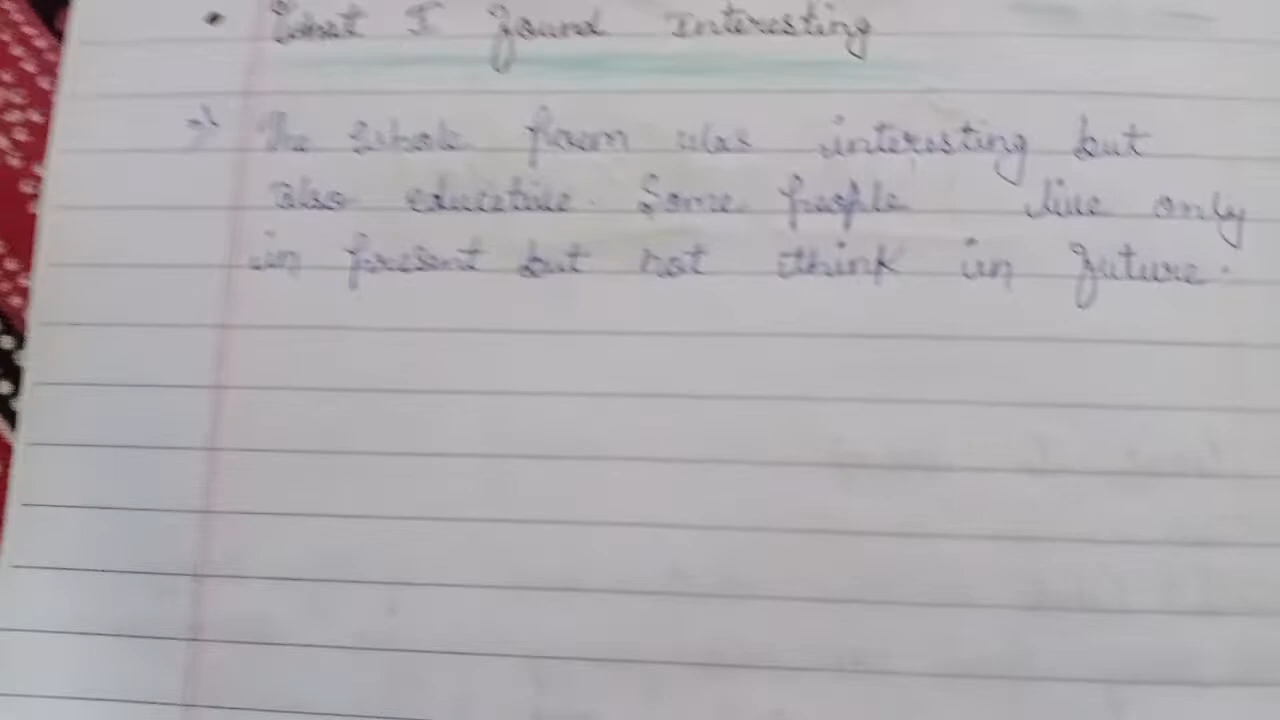 • What I found Interesting
→ The whole poem was interesting but
also educative. Some people live only
in present but not think in future.